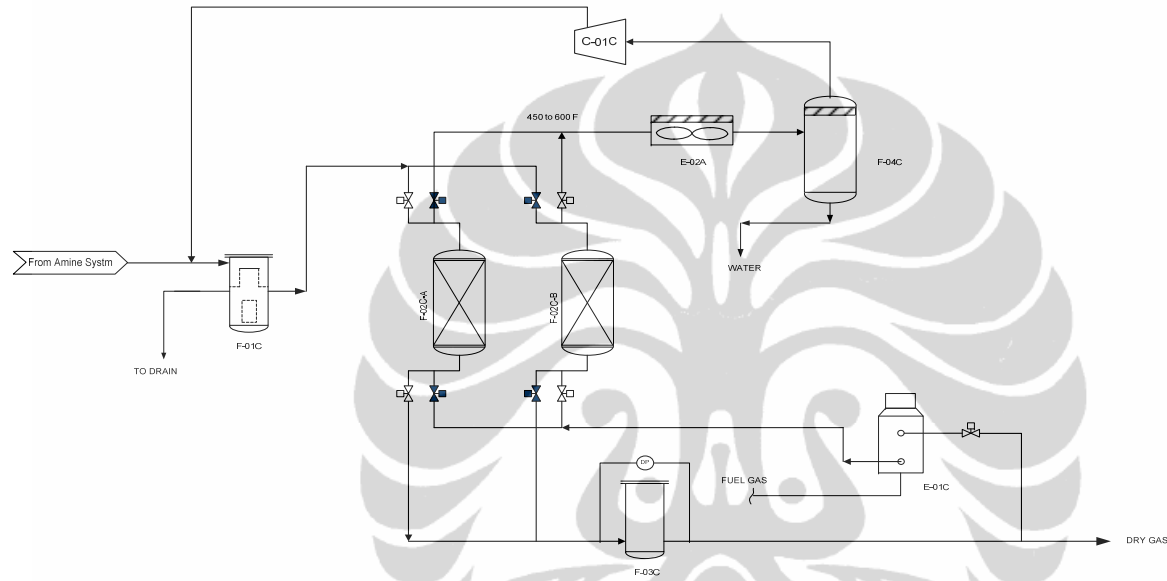 C-01C
450 to 600 F
E-02A
F-04C
From Amine Systm
WATER
F-02C-A
F-02C-B
F-01C
TO DRAIN
DP
FUEL GAS
E-01C
DRY GAS
F-03C